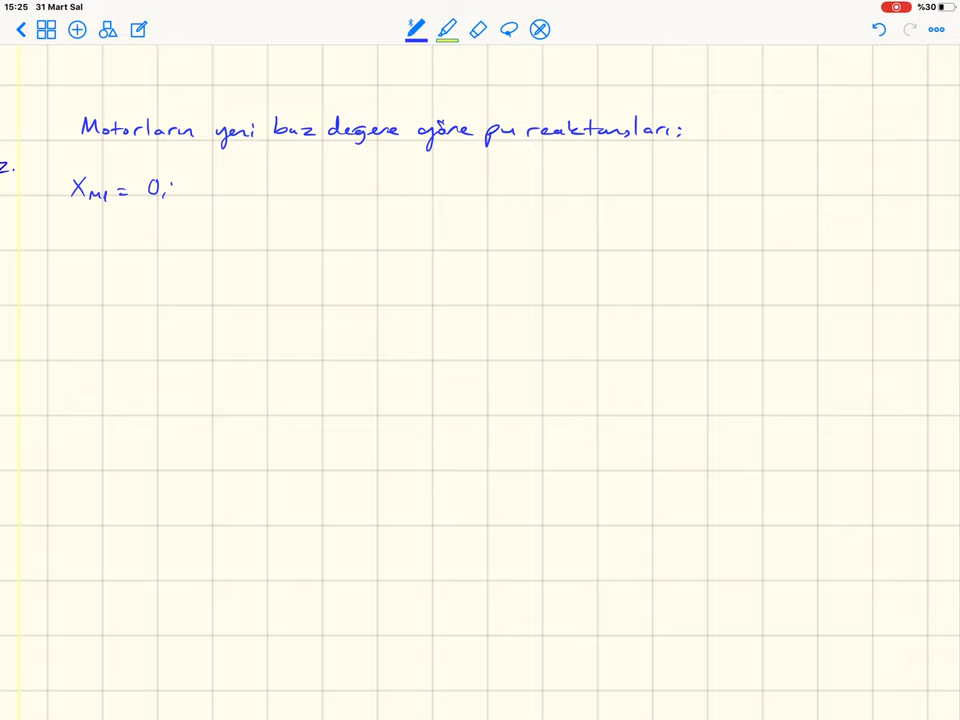 15:25 31 Mart Sal %30
Motorların yeni baz değere göre pu reaktansları:
z.
X_M1 = 0,